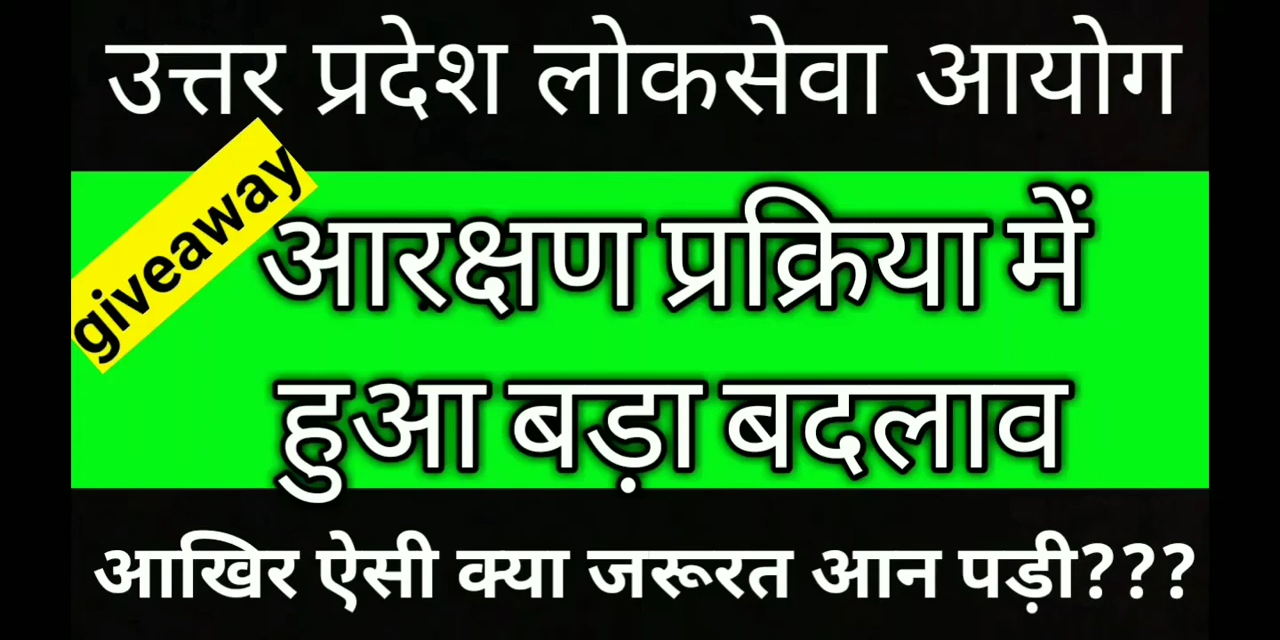 उत्तर प्रदेश लोकसेवा आयोग
giveaway
आरक्षण प्रक्रिया में
हुआ बड़ा बदलाव
आखिर ऐसी क्या जरूरत आन पड़ी???